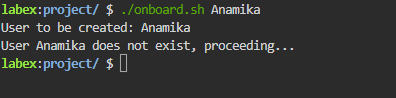 labex:project/ $ ./onboard.sh Anamika
User to be created: Anamika
User Anamika does not exist, proceeding...
labex:project/ $